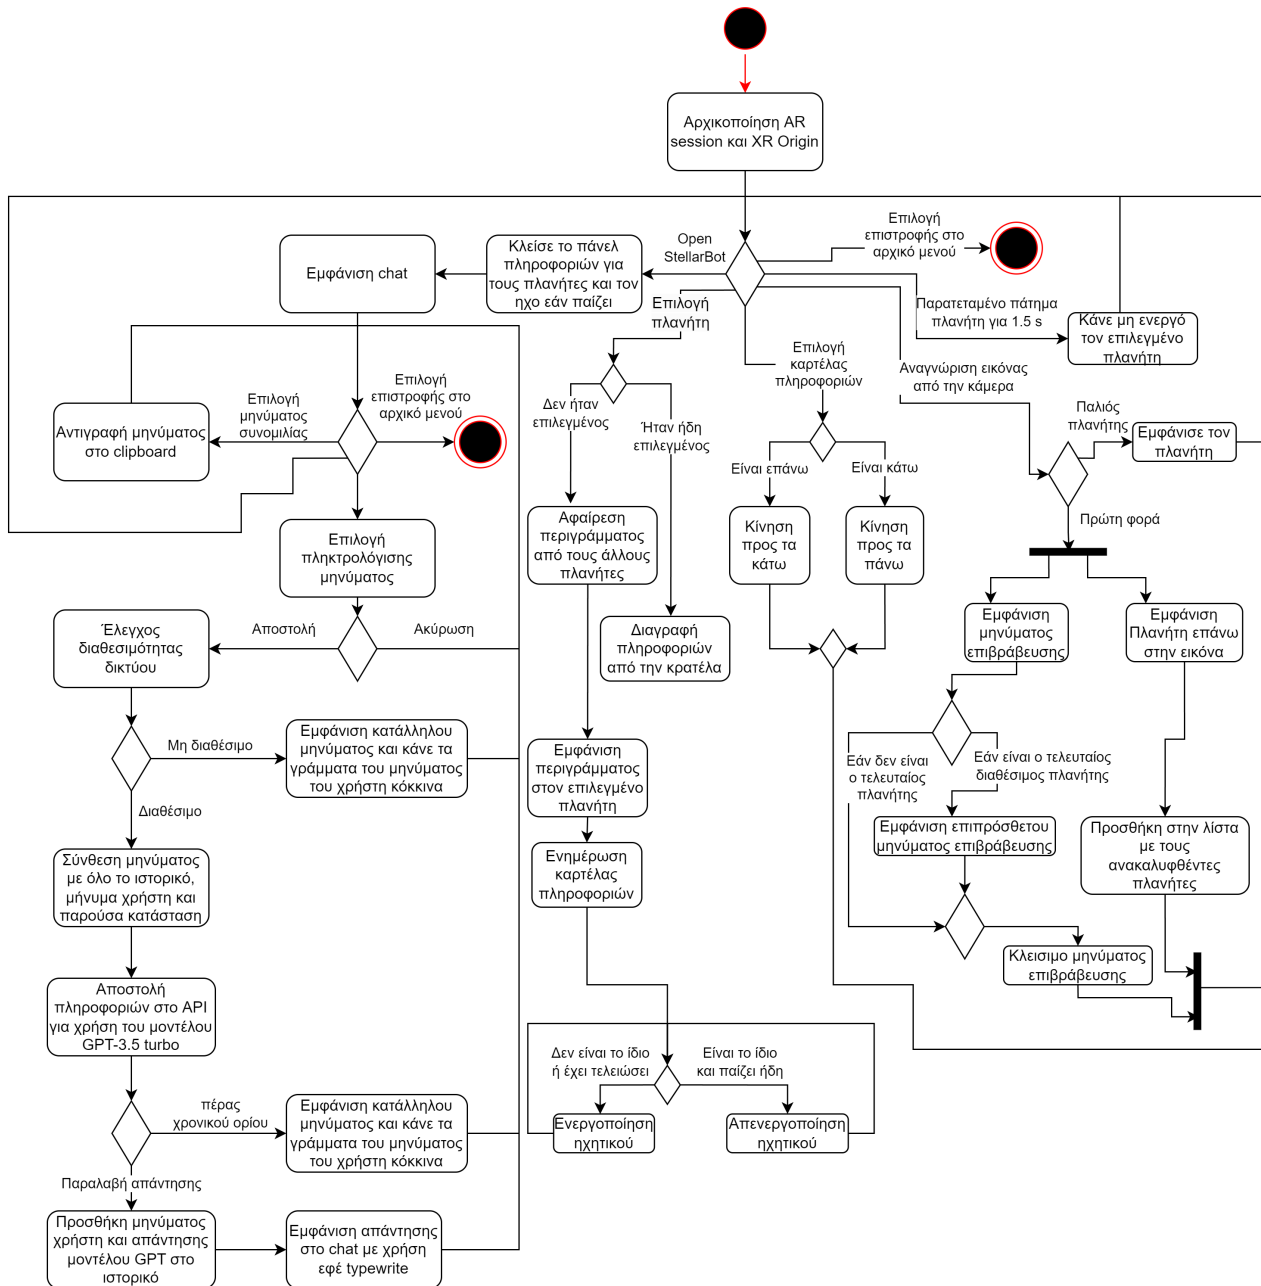 Αρχικοποίηση AR
session και XR Origin
Επιλογή
επιστροφής στο
αρχικό μενού
Open
StellarBot
Κλείσε το πάνελ
πληροφοριών για
τους πλανήτες και τον
ηχο εάν παίζει
Εμφάνιση chat
Επιλογή
πλανήτη
Παρατεταμένο πάτημα
πλανήτη για 1.5 s
Κάνε μη ενεργό
τον επιλεγμένο
πλανήτη
Επιλογή
καρτέλας
πληροφοριών
Αναγνώριση εικόνας
από την κάμερα
Επιλογή
επιστροφής στο
αρχικό μενού
Επιλογή
μηνύματος
συνομιλίας
Αντιγραφή μηνύματος
στο clipboard
Δεν ήταν
επιλεγμένος
Ήταν ήδη
επιλεγμένος
Παλιός
πλανήτης
Εμφάνισε τον
πλανήτη
Είναι επάνω
Είναι κάτω
Πρώτη φορά
Επιλογή
πληκτρολόγισης
μηνύματος
Αφαίρεση
περιγράμματος
από τους άλλους
πλανήτες
Κίνηση
προς τα
κάτω
Κίνηση
προς τα
πάνω
Αποστολή
Ακύρωση
Έλεγχος
διαθεσιμότητας
δικτύου
Διαγραφή
πληροφοριών
από την κρατέλα
Εμφάνιση
μηνύματος
επιβράβευσης
Εμφάνιση
Πλανήτη επάνω
στην εικόνα
Μη διαθέσιμο
Εμφάνιση κατάλληλου
μηνύματος και κάνε τα
γράμματα του μηνύματος
του χρήστη κόκκινα
Εμφάνιση
περιγράμματος
στον επιλεγμένο
πλανήτη
Εάν δεν είναι
ο τελευταίος
πλανήτης
Εάν είναι ο τελευταίος
διαθέσιμος πλανήτης
Διαθέσιμο
Εμφάνιση επιπρόσθετου
μηνύματος επιβράβευσης
Προσθήκη στην λίστα
με τους
ανακαλυφθέντες
πλανήτες
Σύνθεση μηνύματος
με όλο το ιστορικό,
μήνυμα χρήστη και
παρούσα κατάσταση
Ενημέρωση
καρτέλας
πληροφοριών
Κλεισιμο μηνύματος
επιβράβευσης
Αποστολή
πληροφοριών στο API
για χρήση του μοντέλου
GPT-3.5 turbo
Δεν είναι το ίδιο
ή έχει τελειώσει
Είναι το ίδιο
και παίζει ήδη
πέρας
χρονικού ορίου
Εμφάνιση κατάλληλου
μηνύματος και κάνε τα
γράμματα του μηνύματος
του χρήστη κόκκινα
Ενεργοποίηση
ηχητικού
Απενεργοποίηση
ηχητικού
Παραλαβή απάντησης
Προσθήκη μηνύματος
χρήστη και απάντησης
μοντέλου GPT στο
ιστορικό
Εμφάνιση απάντησης
στο chat με χρήση
εφέ typewrite